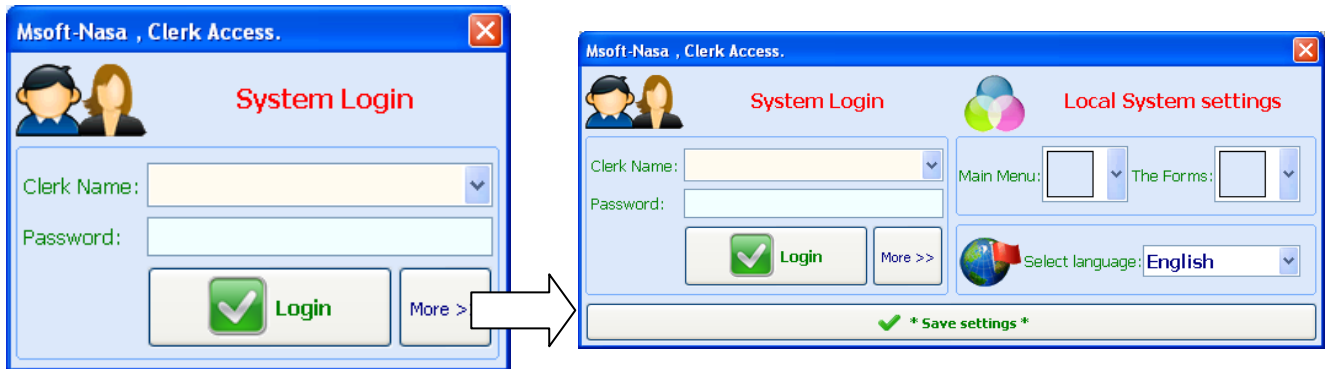 Msoft-Nasa , Clerk Access.
System Login
Clerk Name:
Password:
Login
More >
Msoft-Nasa , Clerk Access.
System Login
Clerk Name:
Password:
Login
More >>
Local System settings
Main Menu:
The Forms:
Select language: English
* Save settings *